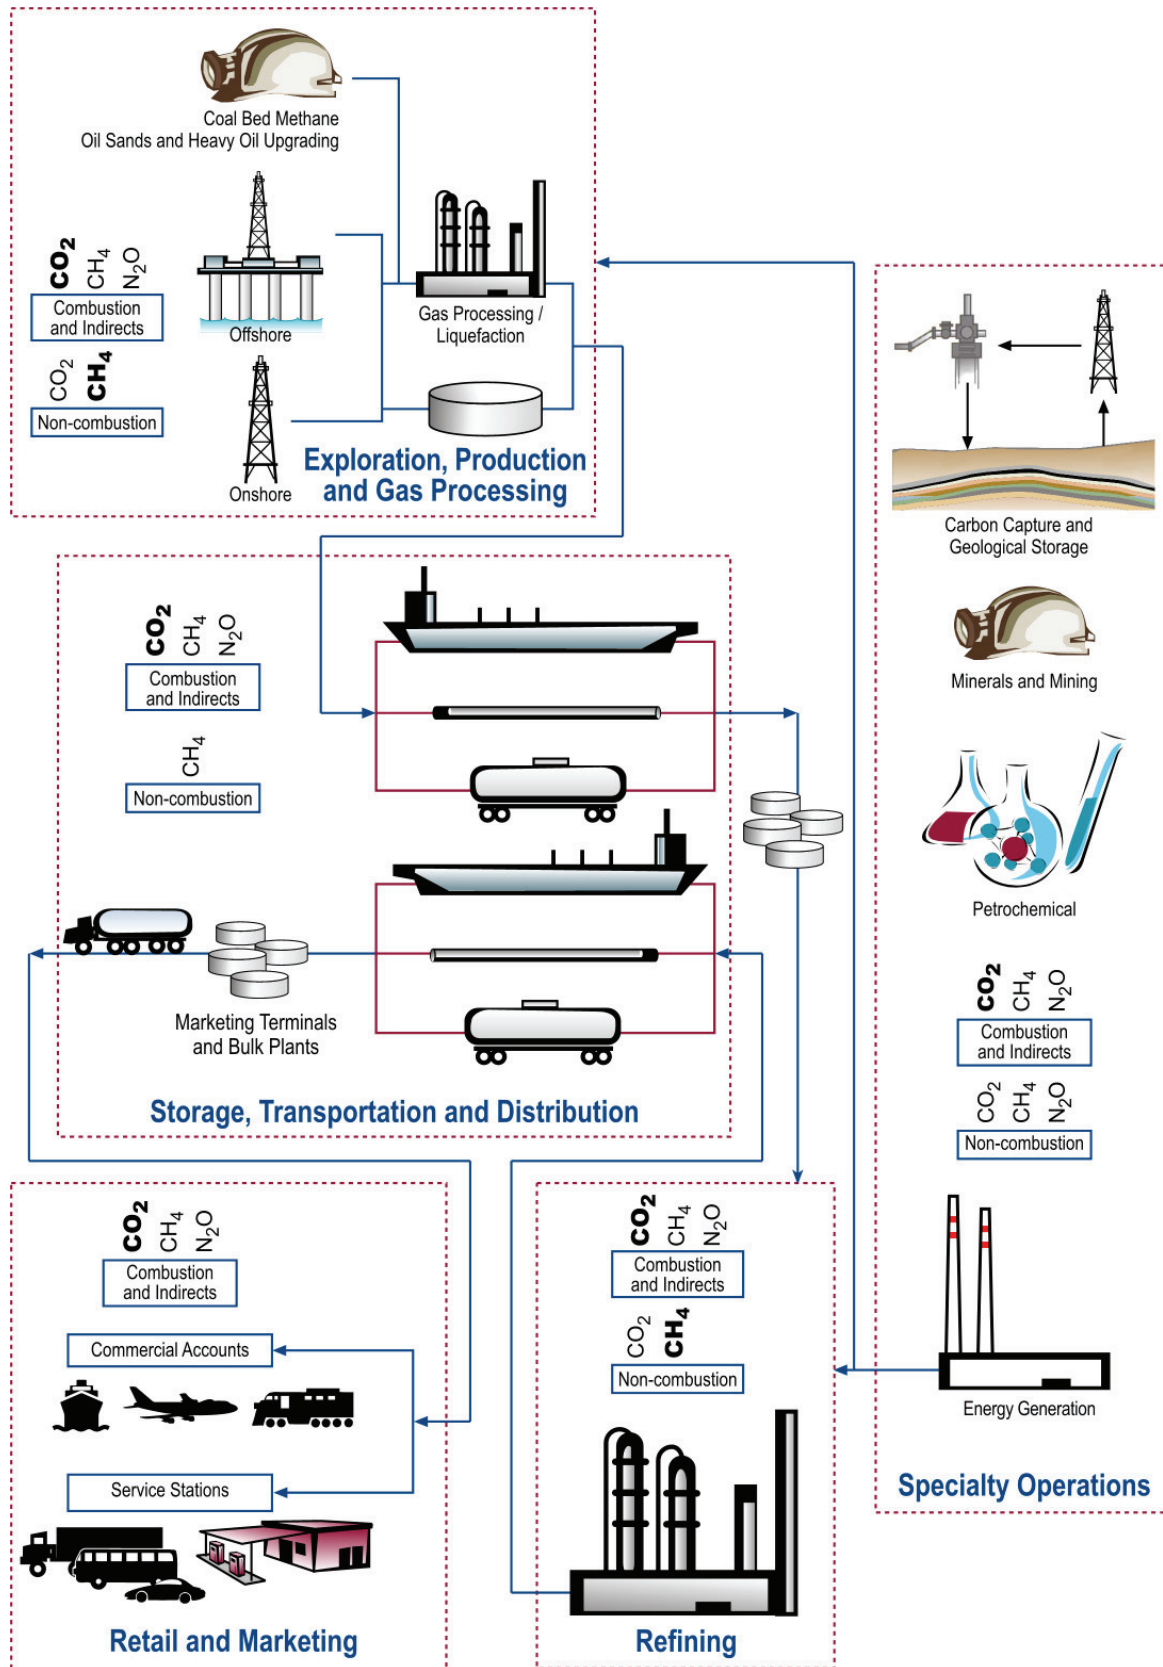 Coal Bed Methane
Oil Sands and Heavy Oil Upgrading
CO₂
CH₄
N₂O
Combustion
and Indirects
Offshore
Gas Processing /
Liquefaction
CO₂
CH₄
Non-combustion
Onshore
Exploration, Production
and Gas Processing
CO₂
CH₄
N₂O
Combustion
and Indirects
CH₄
Non-combustion
Marketing Terminals
and Bulk Plants
Storage, Transportation and Distribution
CO₂
CH₄
N₂O
Combustion
and Indirects
Commercial Accounts
Service Stations
Retail and Marketing
CO₂
CH₄
N₂O
Combustion
and Indirects
CO₂
CH₄
Non-combustion
Refining
Carbon Capture and
Geological Storage
Minerals and Mining
Petrochemical
CO₂
CH₄
N₂O
Combustion
and Indirects
CO₂
CH₄
N₂O
Non-combustion
Energy Generation
Specialty Operations